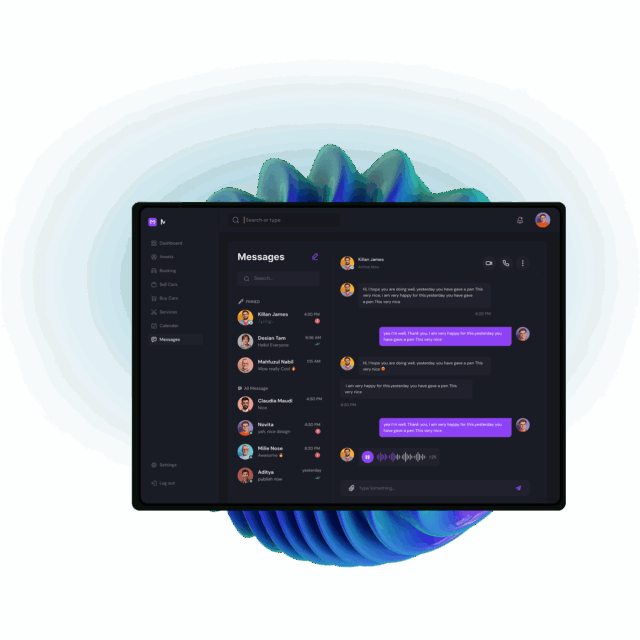 M
Search or type
Dashboard
Assets
Booking
Sell Cars
Buy Cars
Services
Calendar
Messages
Settings
Log out
Messages
Search...
PINNED
Killan James
4:30 PM
Desian Tam
9:36 AM
Hello! Everyone
Mahfusul Nabil
1:15 AM
Wow really Cool
All Message
Claudia Maudi
4:30 PM
Nice
Novita
4:30 PM
yah, nice design
Milie Nose
8:20 PM
Awesome
Aditya
yesterday
publish now
Killan James
Active Now
Hi, I hope you are doing well, yesterday you have gave a pen This
very nice, I am very happy for this.yesterday you have gave
a pen This very nice
4:30 PM
yea I'm well, Thank you, I am very happy for this.yesterday you
have gave a pen This very nice
Hi, I hope you are doing well, yesterday you have gave a pen This
very nice
I am very happy for this.yesterday you have gave a pen This
very nice
4:30 PM
yea I'm well, Thank you, I am very happy for this.yesterday you
have gave a pen This very nice
Type Something...